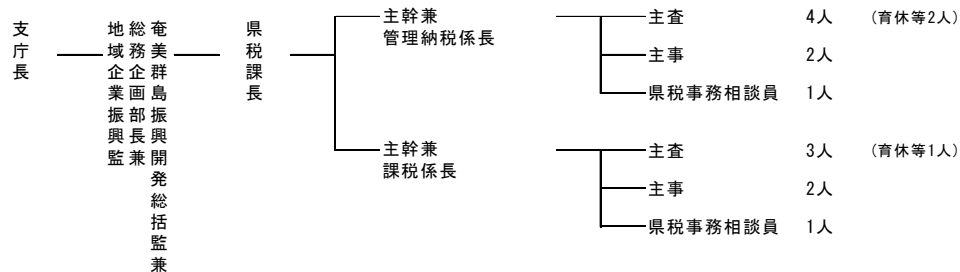 支庁長
奄美群島振興開発総括監兼
総務企画部長兼
地域企業振興監
県税課長
主幹兼
管理納税係長
主査 4人 (育休等2人)
主事 2人
県税事務相談員 1人
主幹兼
課税係長
主査 3人 (育休等1人)
主事 2人
県税事務相談員 1人